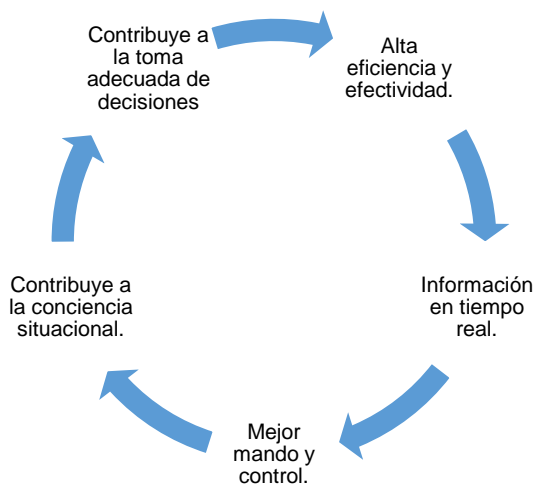 Contribuye a
la toma
adecuada de
decisiones
Alta
eficiencia y
efectividad.
Información
en tiempo
real.
Mejor
mando y
control.
Contribuye a
la conciencia
situacional.